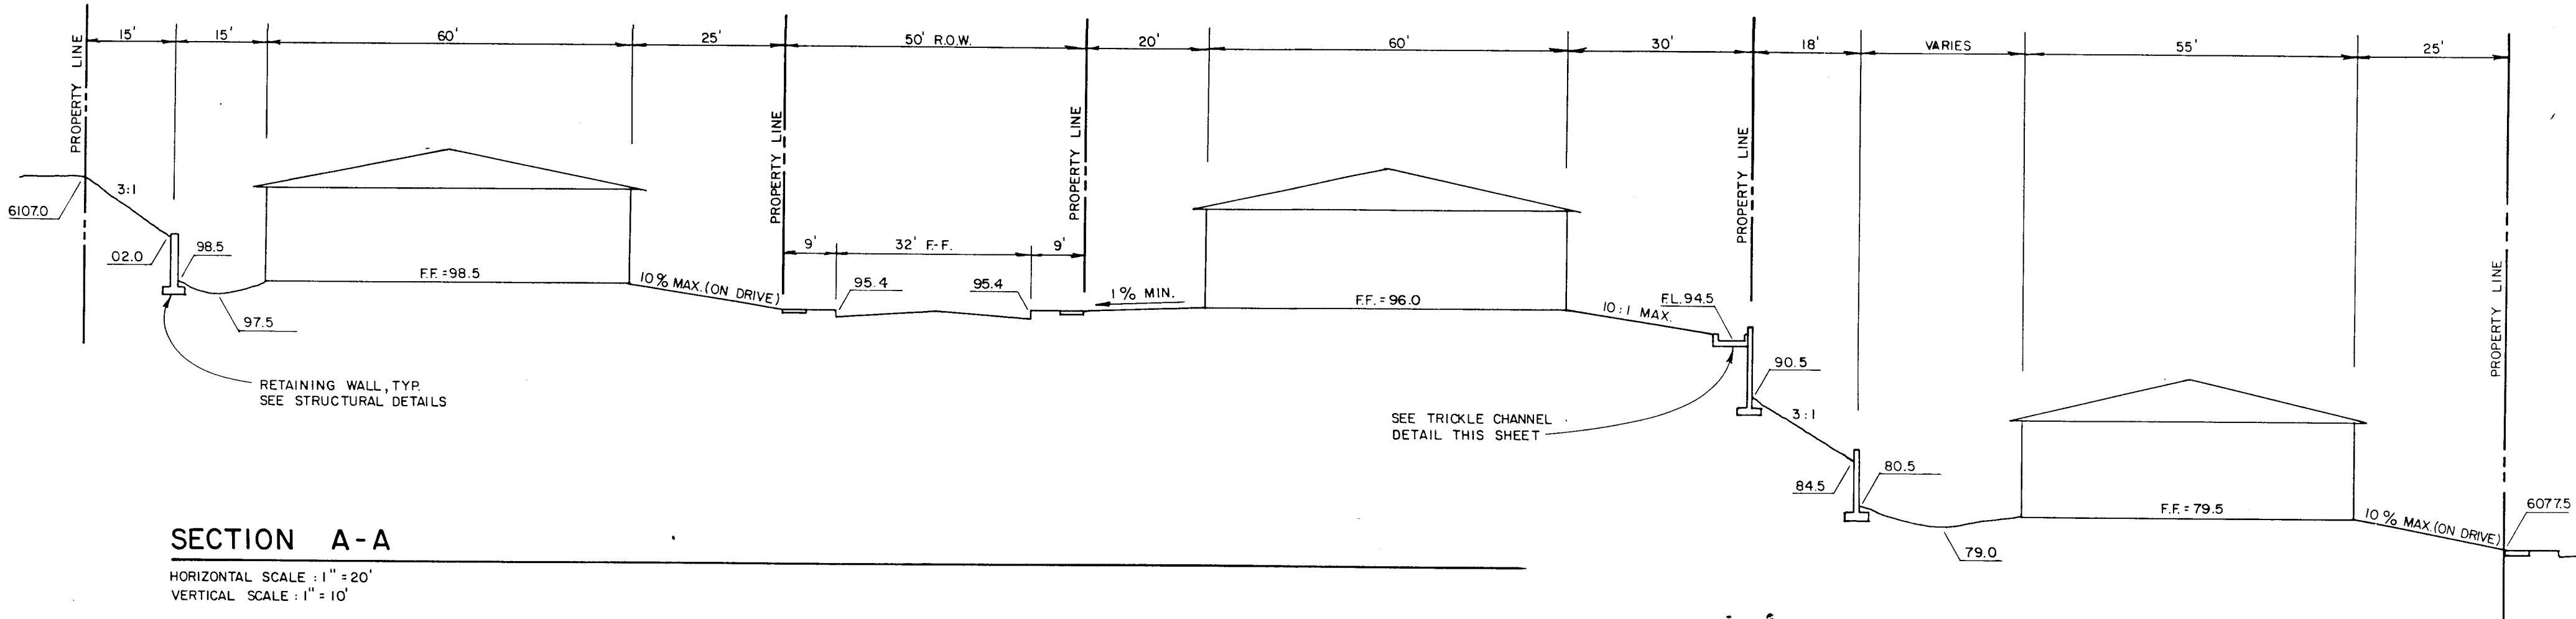 15' 15' 60' 25' 50' R.O.W. 20' 60' 30' 18' VARIES 55' 25'
PROPERTY LINE
PROPERTY LINE
PROPERTY LINE
PROPERTY LINE
PROPERTY LINE
6107.0
3:1
02.0
98.5
97.5
F.F. = 98.5
10% MAX. (ON DRIVE)
9' 32' F.-F. 9'
95.4
95.4
1% MIN.
F.F. = 96.0
10:1 MAX.
F.L. 94.5
90.5
3:1
84.5
80.5
79.0
F.F. = 79.5
10% MAX. (ON DRIVE)
6077.5
RETAINING WALL, TYP.
SEE STRUCTURAL DETAILS
SEE TRICKLE CHANNEL
DETAIL THIS SHEET
SECTION A-A
HORIZONTAL SCALE : 1" = 20'
VERTICAL SCALE : 1" = 10'